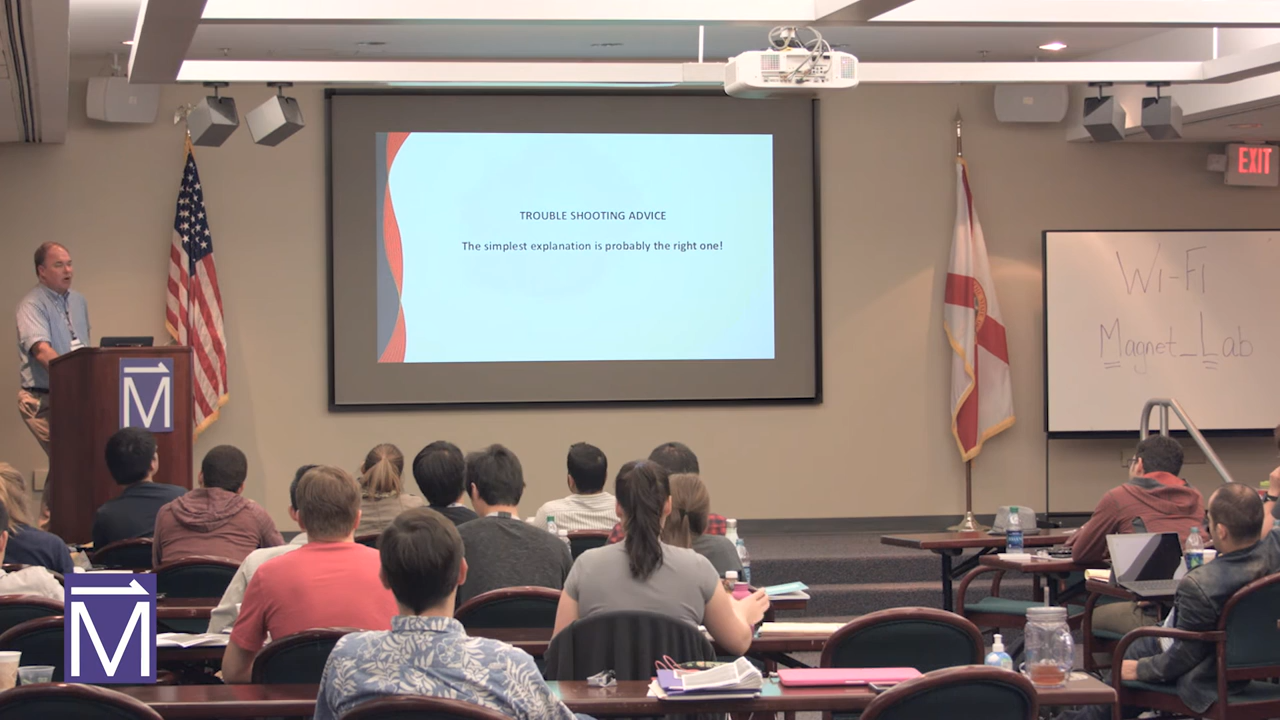 TROUBLE SHOOTING ADVICE
The simplest explanation is probably the right one!
EXIT
Wi-Fi
Magnet_Lab
M
M